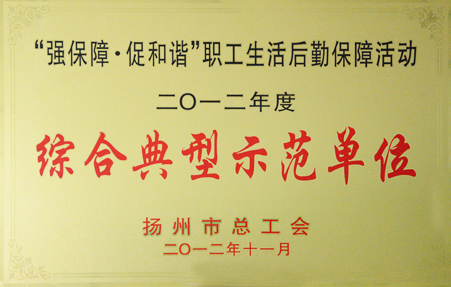 “强保障·促和谐”职工生活后勤保障活动
二〇一二年度
综合典型示范单位
扬州市总工会
二〇一二年十一月